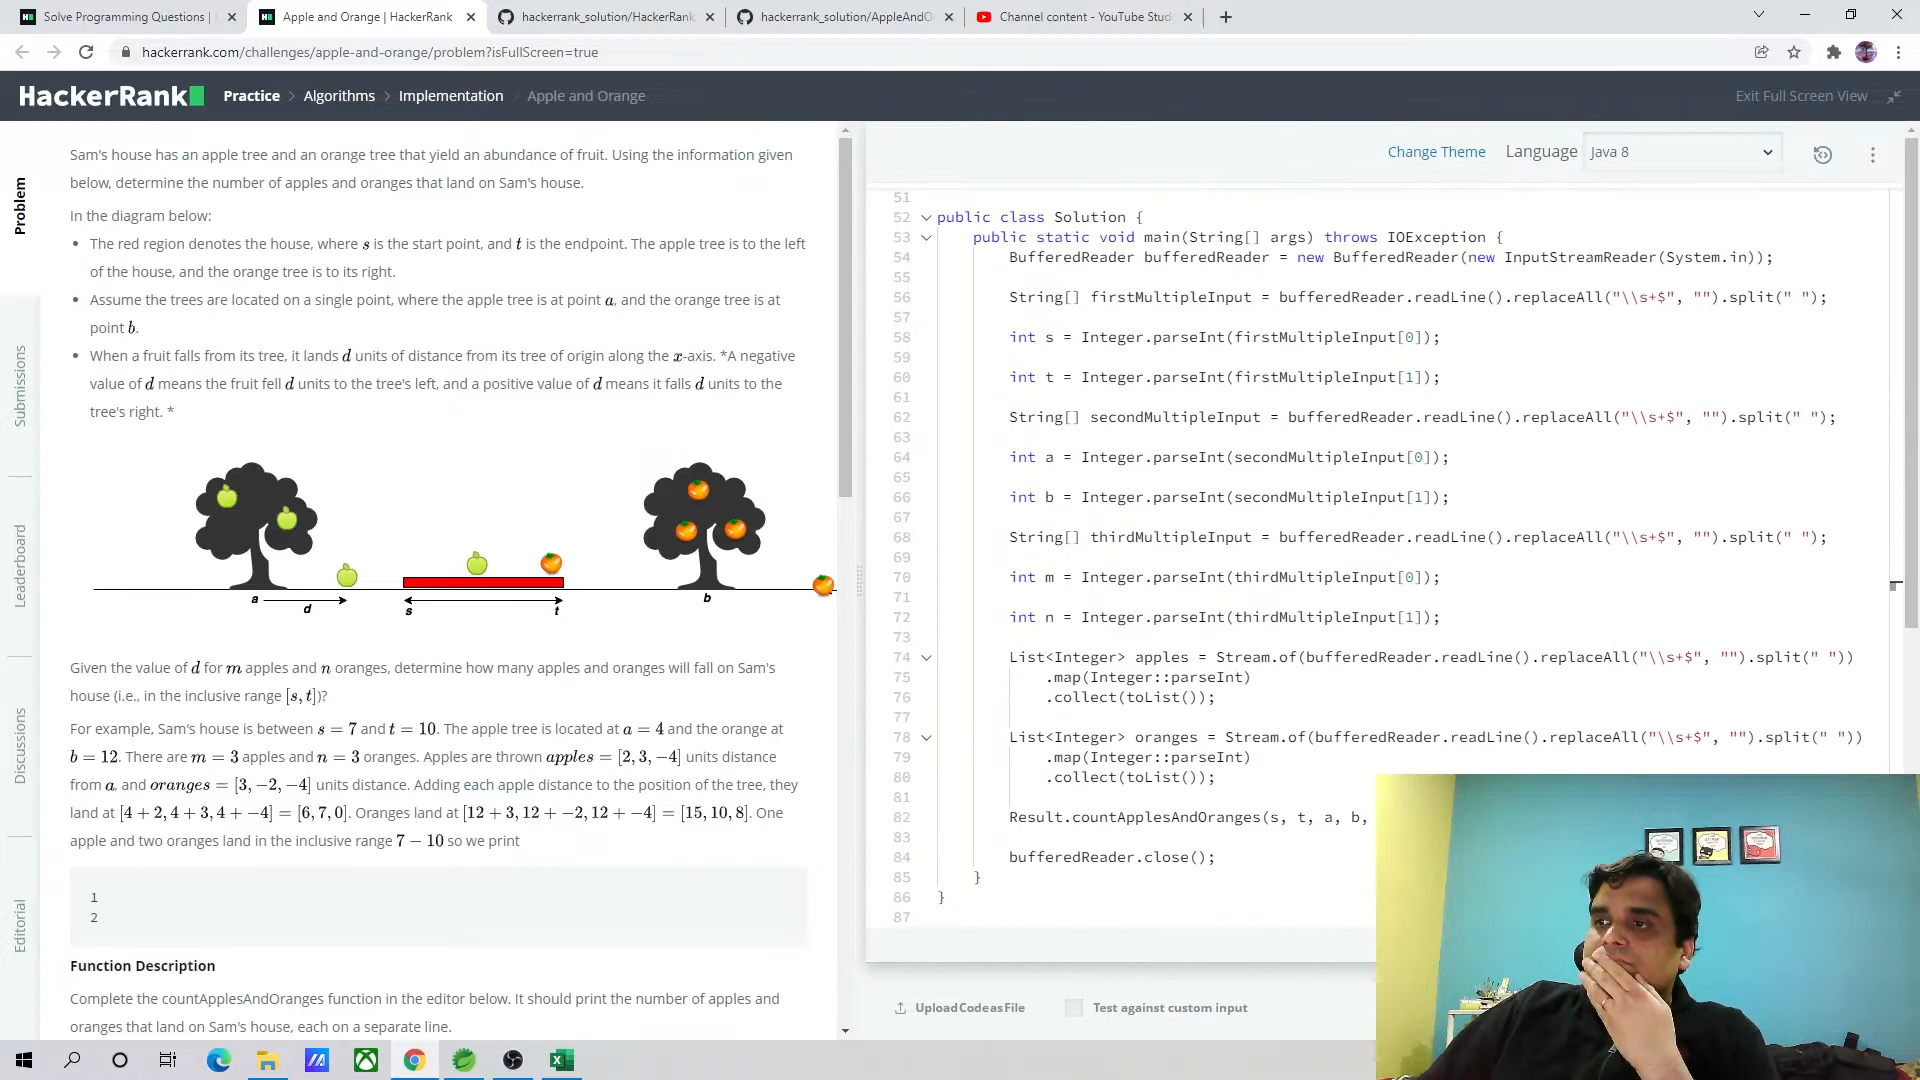 Solve Programming Questions |
Apple and Orange | HackerRank
hackerrank_solution/HackerRank
hackerrank_solution/AppleAndO
Channel content - YouTube Stud
hackerrank.com/challenges/apple-and-orange/problem?isFullScreen=true
HackerRank
Practice > Algorithms > Implementation > Apple and Orange
Exit Full Screen View
Problem
Submissions
Leaderboard
Discussions
Editorial
Sam's house has an apple tree and an orange tree that yield an abundance of fruit. Using the information given
below, determine the number of apples and oranges that land on Sam's house.
In the diagram below:
• The red region denotes the house, where s is the start point, and t is the endpoint. The apple tree is to the left
of the house, and the orange tree is to its right.
• Assume the trees are located on a single point, where the apple tree is at point a, and the orange tree is at
point b.
• When a fruit falls from its tree, it lands d units of distance from its tree of origin along the x-axis. *A negative
value of d means the fruit fell d units to the tree's left, and a positive value of d means it falls d units to the
tree's right. *
a d s t b
Given the value of d for m apples and n oranges, determine how many apples and oranges will fall on Sam's
house (i.e., in the inclusive range [s, t])?
For example, Sam's house is between s = 7 and t = 10. The apple tree is located at a = 4 and the orange at
b = 12. There are m = 3 apples and n = 3 oranges. Apples are thrown apples = [2, 3, −4] units distance
from a, and oranges = [3, −2, −4] units distance. Adding each apple distance to the position of the tree, they
land at [4 + 2, 4 + 3, 4 + −4] = [6, 7, 0]. Oranges land at [12 + 3, 12 + −2, 12 + −4] = [15, 10, 8]. One
apple and two oranges land in the inclusive range 7 − 10 so we print
1
2
Function Description
Complete the countApplesAndOranges function in the editor below. It should print the number of apples and
oranges that land on Sam's house, each on a separate line.
Change Theme
Language
Java 8
51
52 public class Solution {
53 public static void main(String[] args) throws IOException {
54 BufferedReader bufferedReader = new BufferedReader(new InputStreamReader(System.in));
55
56 String[] firstMultipleInput = bufferedReader.readLine().replaceAll("\\s+$", "").split(" ");
57
58 int s = Integer.parseInt(firstMultipleInput[0]);
59
60 int t = Integer.parseInt(firstMultipleInput[1]);
61
62 String[] secondMultipleInput = bufferedReader.readLine().replaceAll("\\s+$", "").split(" ");
63
64 int a = Integer.parseInt(secondMultipleInput[0]);
65
66 int b = Integer.parseInt(secondMultipleInput[1]);
67
68 String[] thirdMultipleInput = bufferedReader.readLine().replaceAll("\\s+$", "").split(" ");
69
70 int m = Integer.parseInt(thirdMultipleInput[0]);
71
72 int n = Integer.parseInt(thirdMultipleInput[1]);
73
74 List<Integer> apples = Stream.of(bufferedReader.readLine().replaceAll("\\s+$", "").split(" "))
75 .map(Integer::parseInt)
76 .collect(toList());
77
78 List<Integer> oranges = Stream.of(bufferedReader.readLine().replaceAll("\\s+$", "").split(" "))
79 .map(Integer::parseInt)
80 .collect(toList());
81
82 Result.countApplesAndOranges(s, t, a, b,
83
84 bufferedReader.close();
85 }
86 }
87
Upload Code as File
Test against custom input